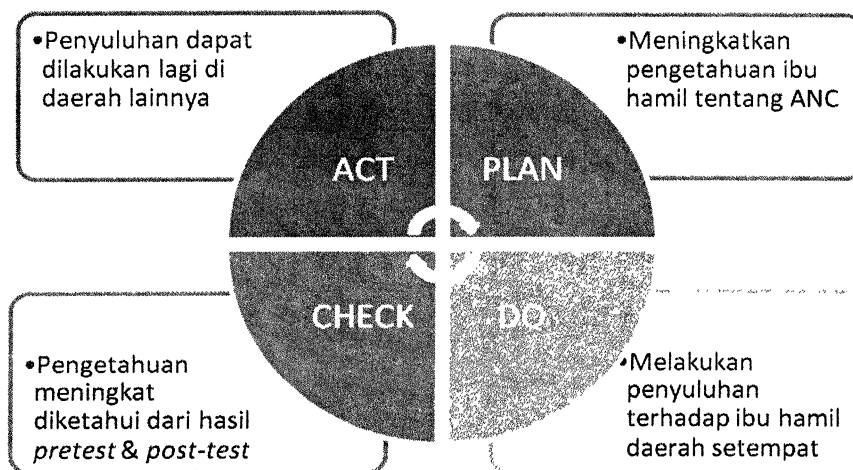 •Penyuluhan dapat
dilakukan lagi di
daerah lainnya
•Meningkatkan
pengetahuan ibu
hamil tentang ANC
ACT
PLAN
CHECK
DO
•Pengetahuan
meningkat
diketahui dari hasil
pretest & post-test
•Melakukan
penyuluhan
terhadap ibu hamil
daerah setempat